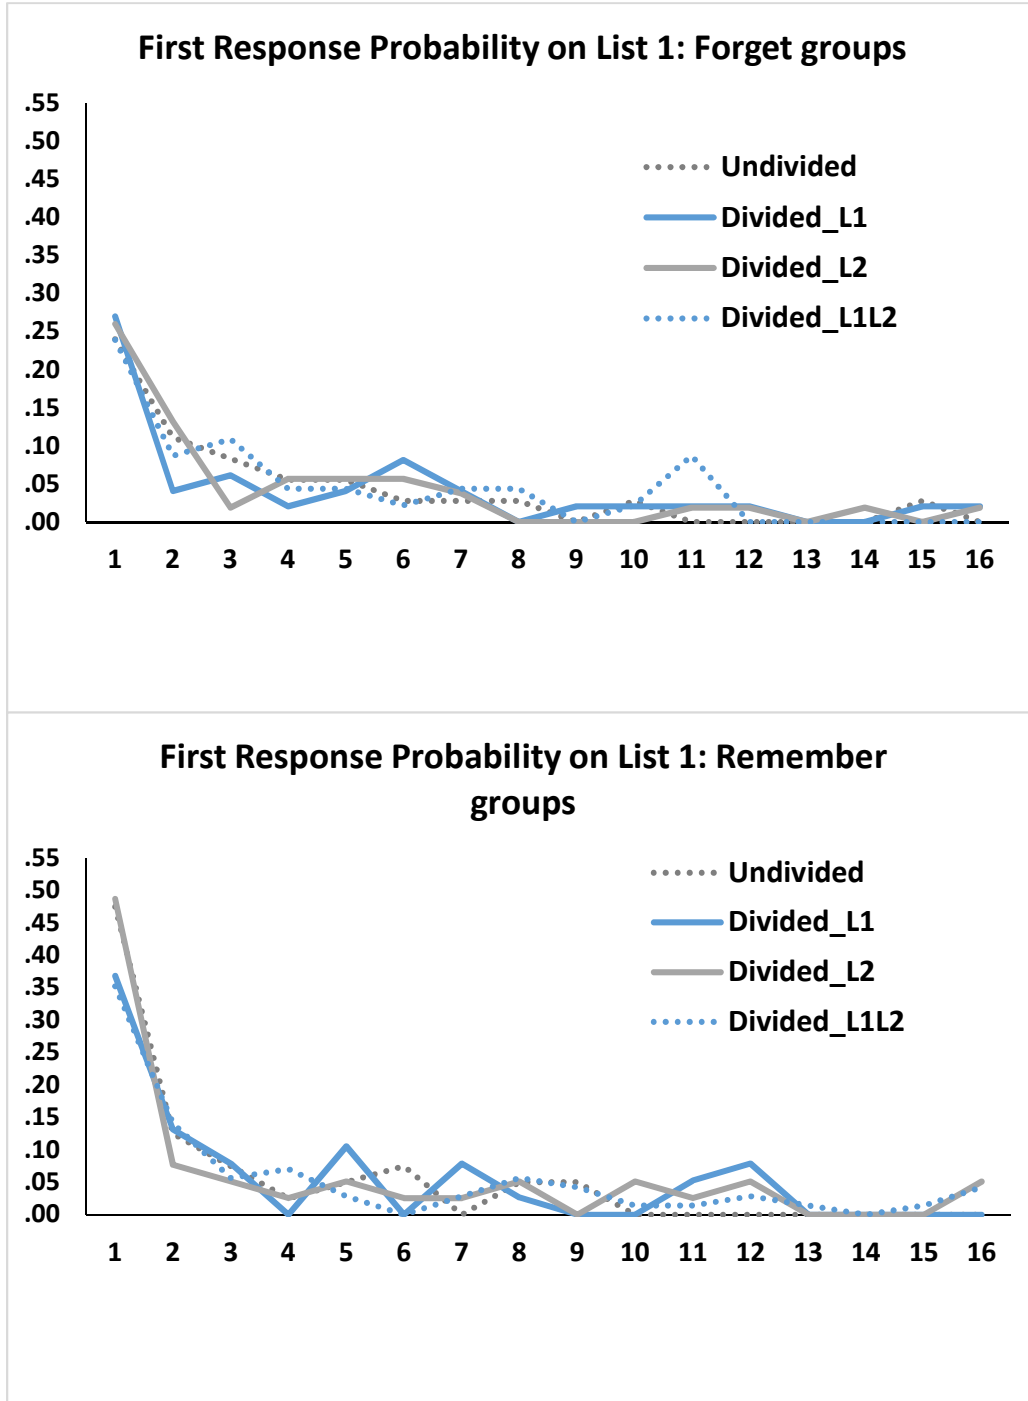 First Response Probability on List 1: Forget groups
.55
.50
.45
.40
.35
.30
.25
.20
.15
.10
.05
.00
Undivided
Divided_L1
Divided_L2
Divided_L1L2
1 2 3 4 5 6 7 8 9 10 11 12 13 14 15 16
First Response Probability on List 1: Remember
groups
.55
.50
.45
.40
.35
.30
.25
.20
.15
.10
.05
.00
Undivided
Divided_L1
Divided_L2
Divided_L1L2
1 2 3 4 5 6 7 8 9 10 11 12 13 14 15 16